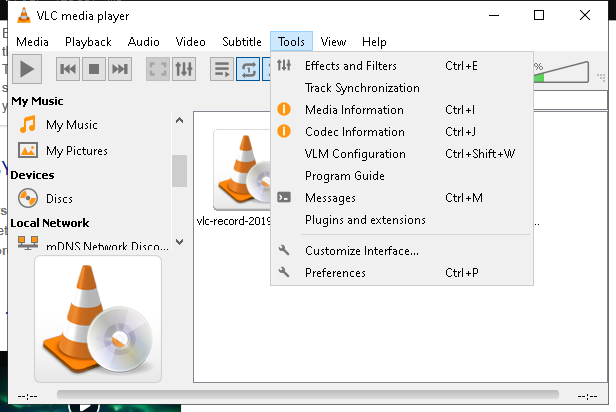 VLC media player
Media Playback Audio Video Subtitle Tools View Help
My Music
My Music
My Pictures
Devices
Discs
Local Network
mDNS Network Disco...
Effects and Filters Ctrl+E
Track Synchronization
Media Information Ctrl+I
Codec Information Ctrl+J
VLM Configuration Ctrl+Shift+W
Program Guide
Messages Ctrl+M
Plugins and extensions
Customize Interface...
Preferences Ctrl+P
%
vlc-record-2019
...
--:-- --:--